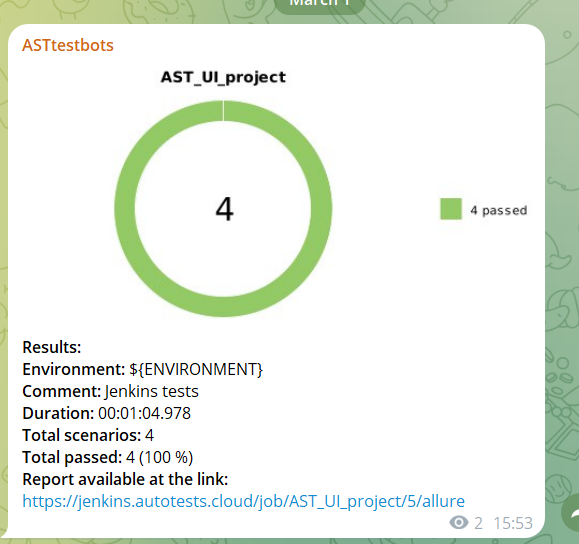 March 1
ASTtestbots
AST_UI_project
4
4 passed
Results:
Environment: ${ENVIRONMENT}
Comment: Jenkins tests
Duration: 00:01:04.978
Total scenarios: 4
Total passed: 4 (100 %)
Report available at the link:
https://jenkins.autotests.cloud/job/AST_UI_project/5/allure
2 15:53